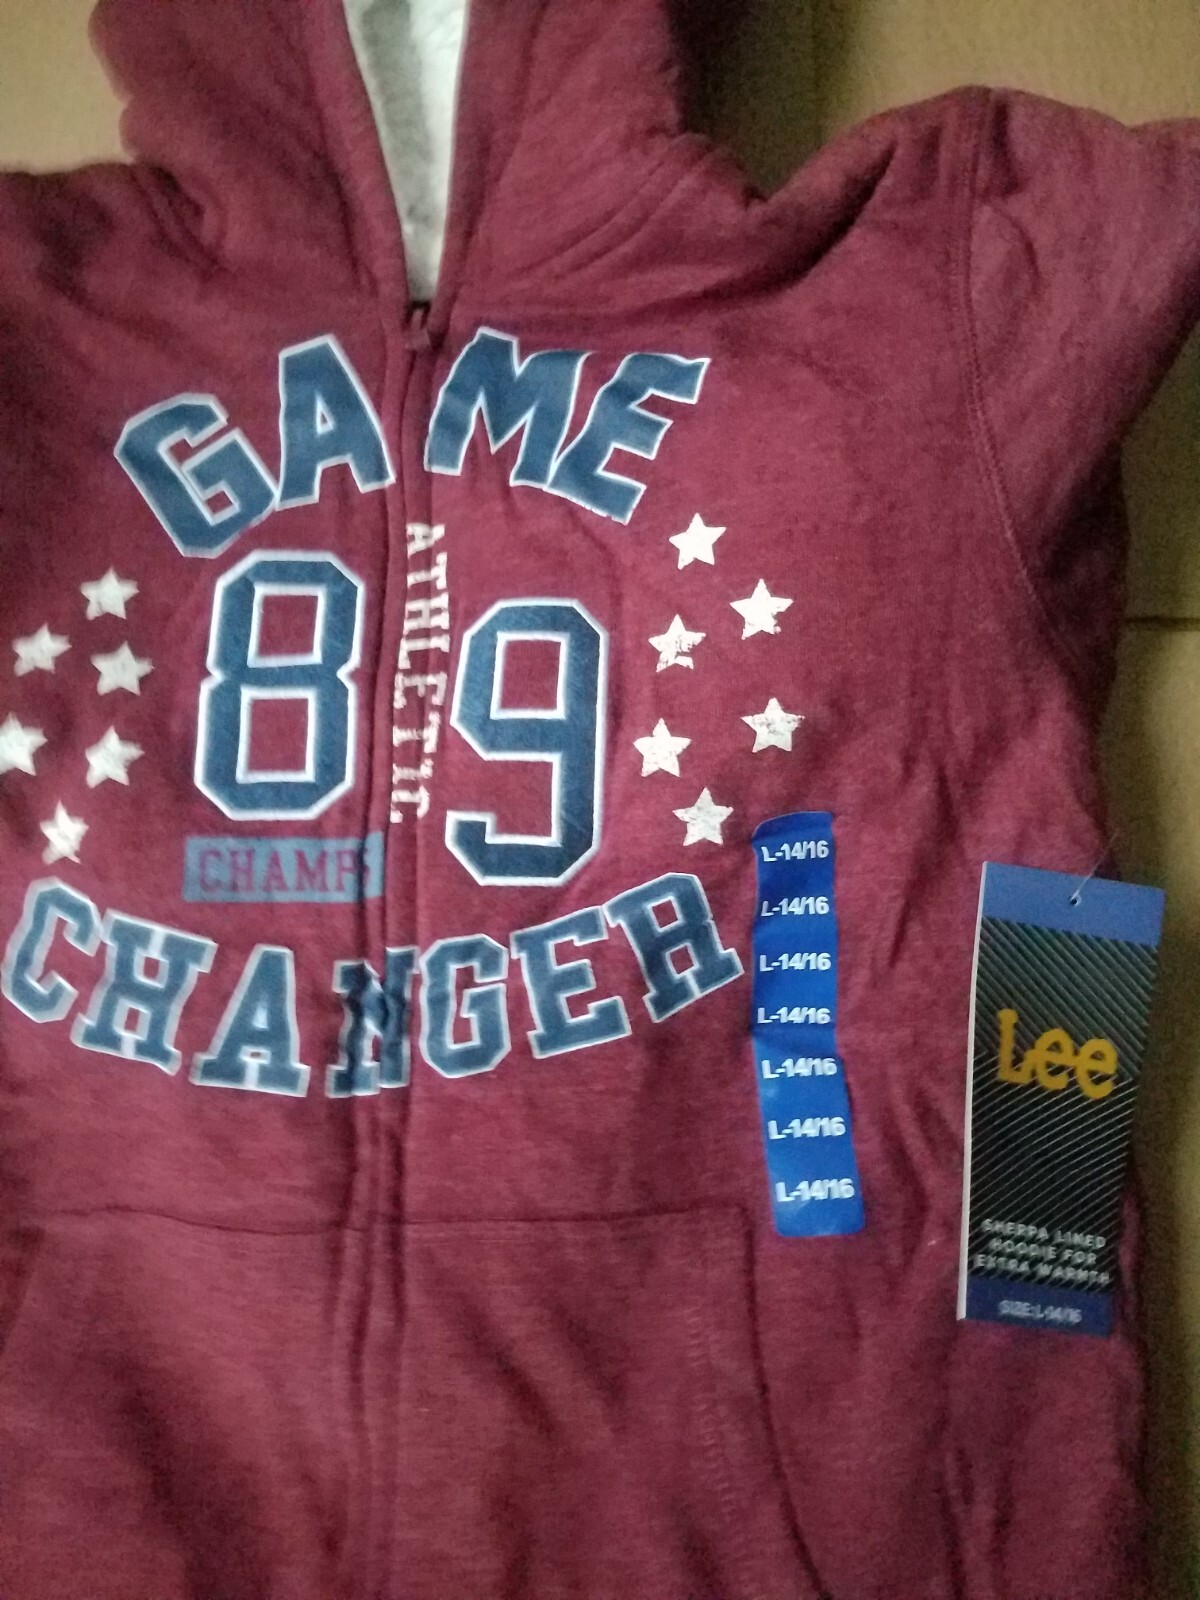 GAME
ATHLETIC
89
CHAMPS
CHANGER
L-14/16
L-14/16
L-14/16
L-14/16
L-14/16
L-14/16
L-14/16
Lee
SHERPA LINED
HOODIE FOR
EXTRA WARMTH
SIZE:L-14/16